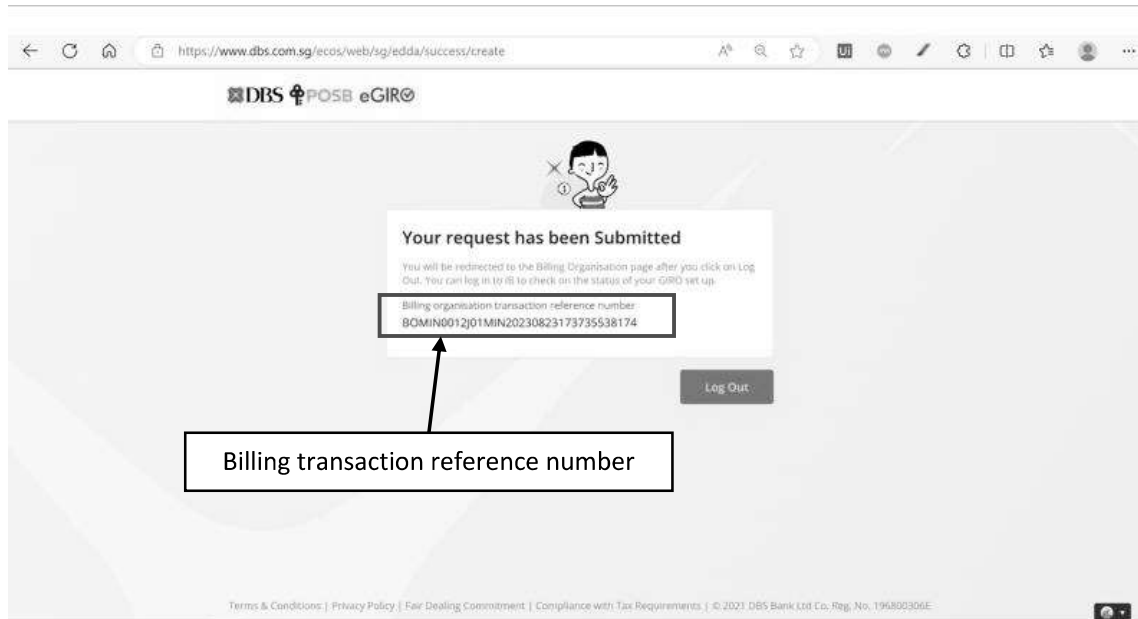 https://www.dbs.com.sg/ecos/web/sg/edda/success/create
DBS POSB eGIRO
Your request has been Submitted
You will be redirected to the Billing Organisation page after you click on Log
Out. You can log in to iB to check on the status of your GIRO set up.
Billing organisation transaction reference number
BOMIN0012J01MIN20230823173735538174
Log Out
Billing transaction reference number
Terms & Conditions | Privacy Policy | Fair Dealing Commitment | Compliance with Tax Requirements | © 2021 DBS Bank Ltd Co. Reg. No. 196800306E